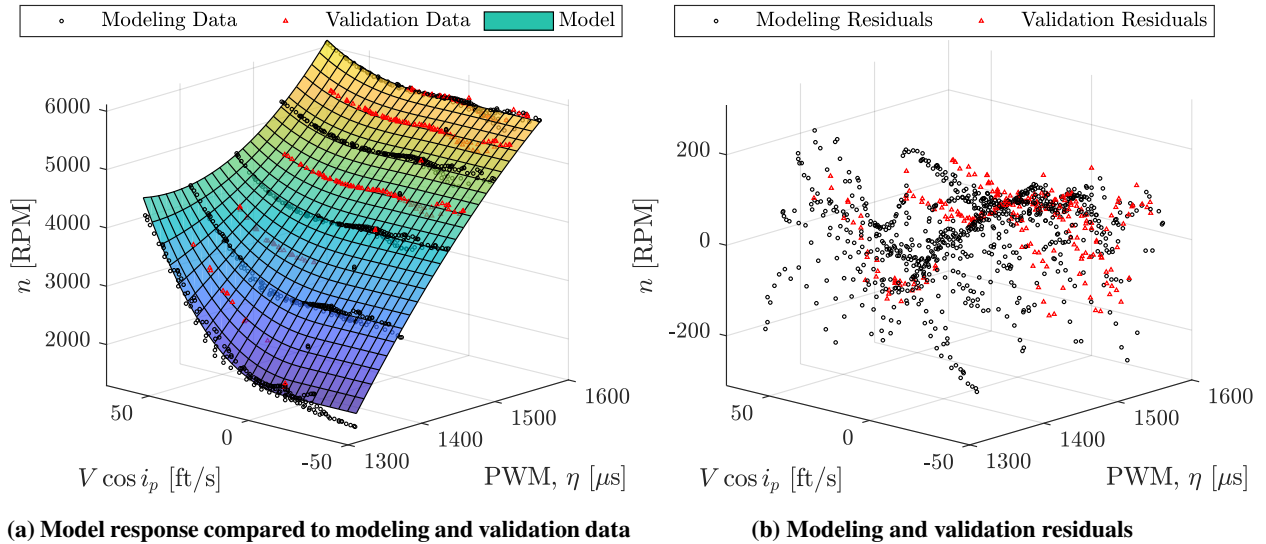 Modeling Data Validation Data Model
6000
5000
4000
3000
2000
n [RPM]
50
0
-50
V cos i_p [ft/s]
1300
1400
1500
1600
PWM, η [μs]
(a) Model response compared to modeling and validation data
Modeling Residuals Validation Residuals
200
0
-200
n [RPM]
50
0
-50
V cos i_p [ft/s]
1300
1400
1500
1600
PWM, η [μs]
(b) Modeling and validation residuals